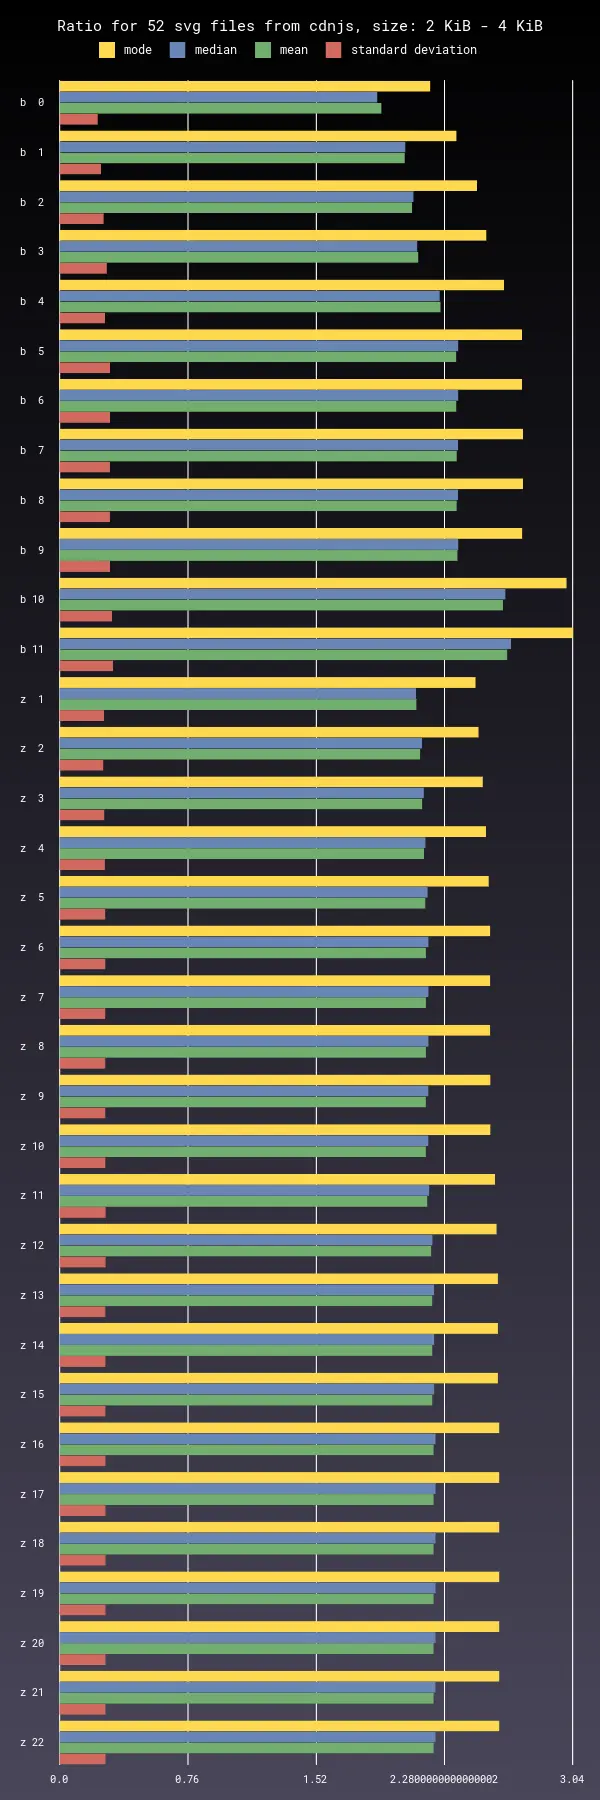 Ratio for 52 svg files from cdnjs, size: 2 KiB - 4 KiB
mode median mean standard deviation
b 0
b 1
b 2
b 3
b 4
b 5
b 6
b 7
b 8
b 9
b 10
b 11
z 1
z 2
z 3
z 4
z 5
z 6
z 7
z 8
z 9
z 10
z 11
z 12
z 13
z 14
z 15
z 16
z 17
z 18
z 19
z 20
z 21
z 22
0.0 0.76 1.52 2.2800000000000002 3.04